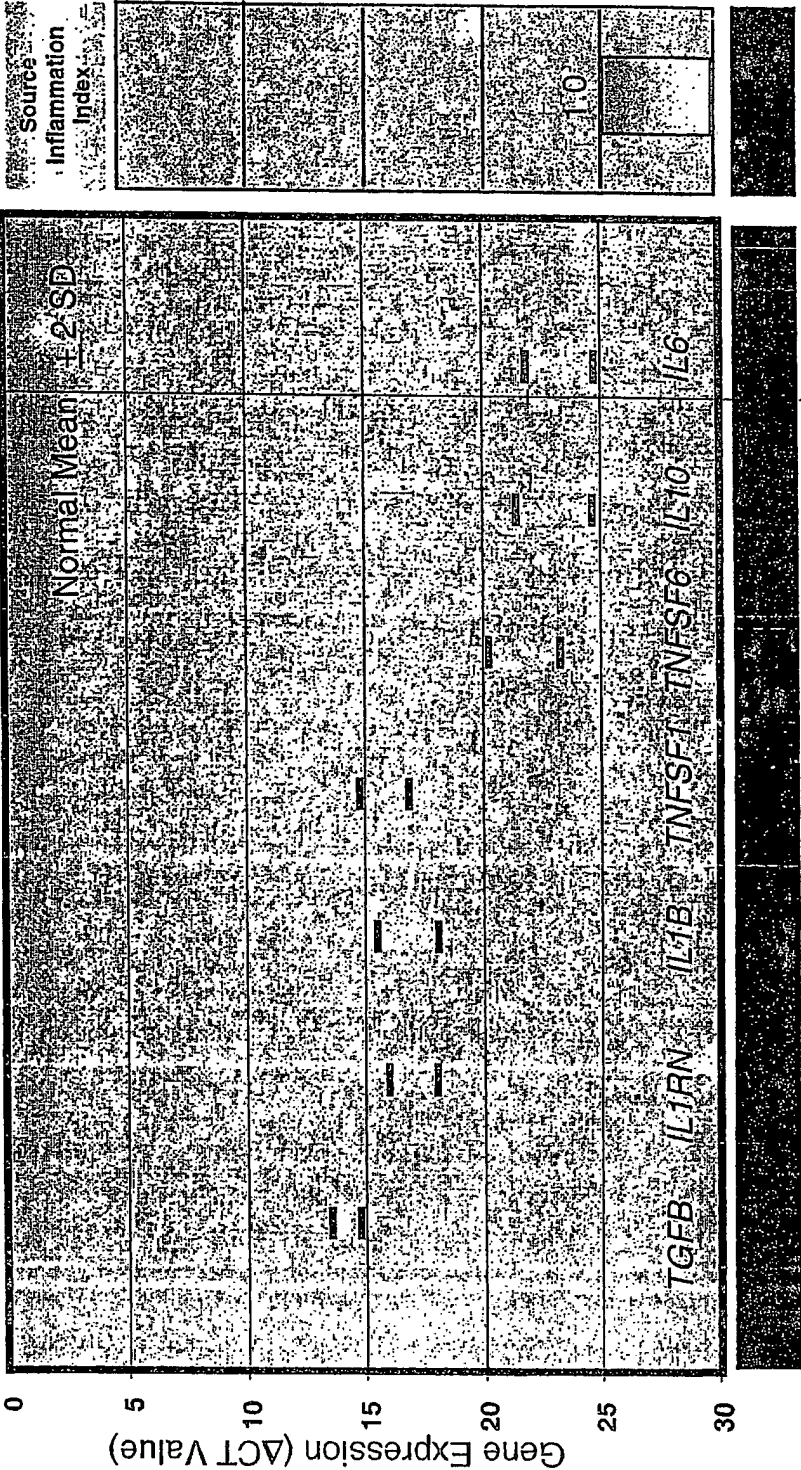 Source
Inflammation
Index
Normal Mean ± 2 SD
1.0
0
5
10
15
20
25
30
Gene Expression (ΔCT Value)
TGFB IL1RN IL1B TNFSF1 TNFSF6 IL10 IL6